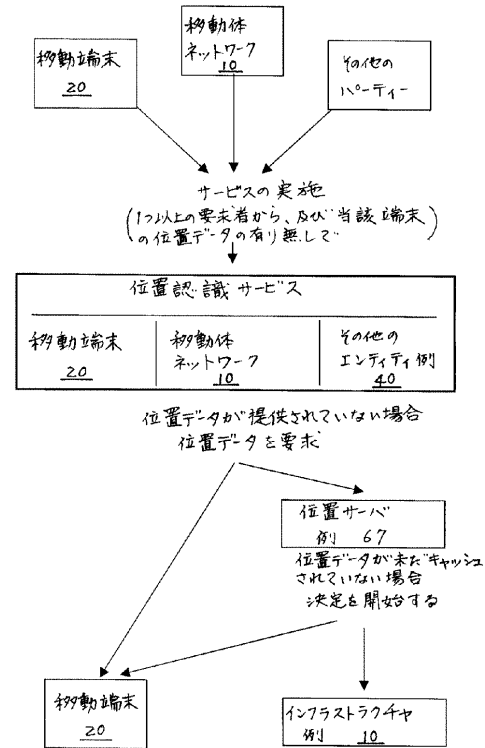 移動端末
20
移動体
ネットワーク
10
その他の
パーティー
サービスの実施
(1つ以上の要求者から、及び当該端末
の位置データの有り無しで)
位置認識サービス
移動端末
20
移動体
ネットワーク
10
その他の
エンティティ例
40
位置データが提供されていない場合
位置データを要求
位置サーバ
例 67
位置データが未だキャッシュ
されていない場合
決定を開始する
移動端末
20
インフラストラクチャ
例 10